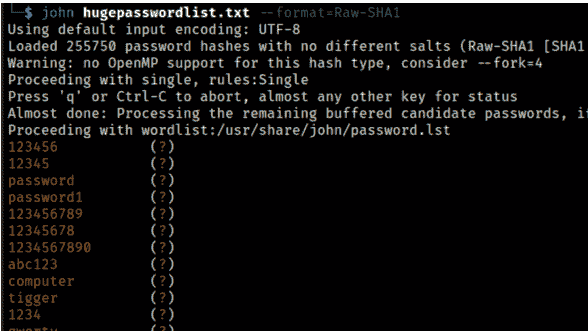 └─$ john hugepasswordlist.txt --format=Raw-SHA1
Using default input encoding: UTF-8
Loaded 255750 password hashes with no different salts (Raw-SHA1 [SHA1
Warning: no OpenMP support for this hash type, consider --fork=4
Proceeding with single, rules:Single
Press 'q' or Ctrl-C to abort, almost any other key for status
Almost done: Processing the remaining buffered candidate passwords, i
Proceeding with wordlist:/usr/share/john/password.lst
123456 (?)
12345 (?)
password (?)
password1 (?)
123456789 (?)
12345678 (?)
1234567890 (?)
abc123 (?)
computer (?)
tigger (?)
1234 (?)